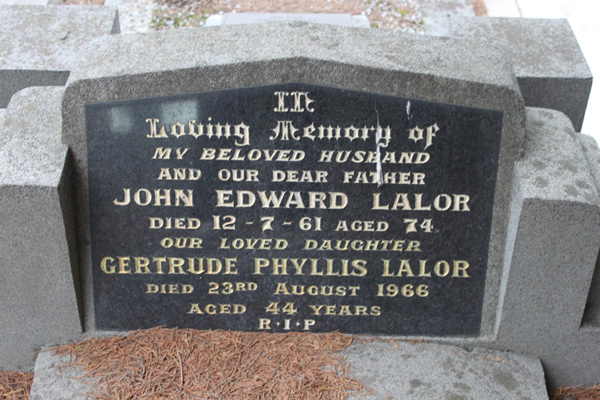 In
Loving Memory of
MY BELOVED HUSBAND
AND OUR DEAR FATHER
JOHN EDWARD LALOR
DIED 12-7-61 AGED 74
OUR LOVED DAUGHTER
GERTRUDE PHYLLIS LALOR
DIED 23RD AUGUST 1966
AGED 44 YEARS
R·I·P